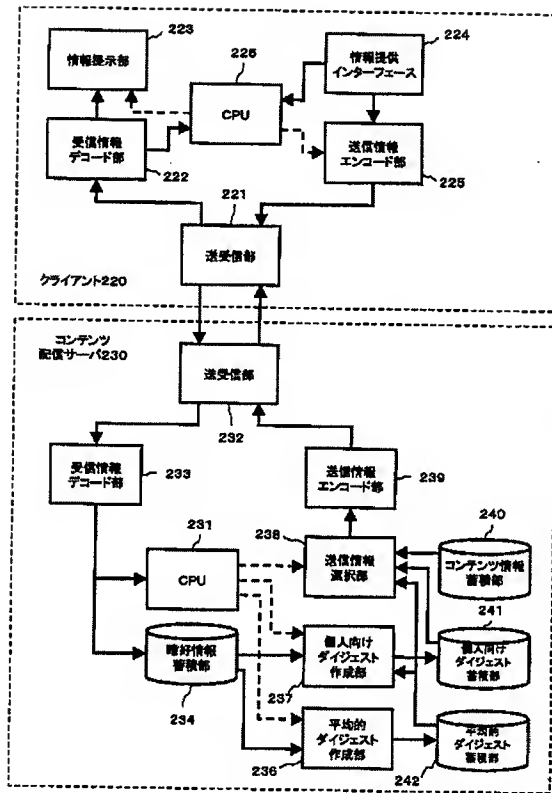 223
情報提示部
226
CPU
224
情報提供
インターフェース
受信情報
デコード部
222
送信情報
エンコード部
225
221
送受信部
クライアント220
コンテンツ
配信サーバ230
送受信部
232
受信情報
デコード部
233
送信情報
エンコード部
239
231
CPU
238
送信情報
選択部
240
コンテンツ情報
蓄積部
嗜好情報
蓄積部
234
個人向け
ダイジェスト
作成部
237
241
個人向け
ダイジェスト
蓄積部
平均的
ダイジェスト
作成部
236
平均的
ダイジェスト
蓄積部
242